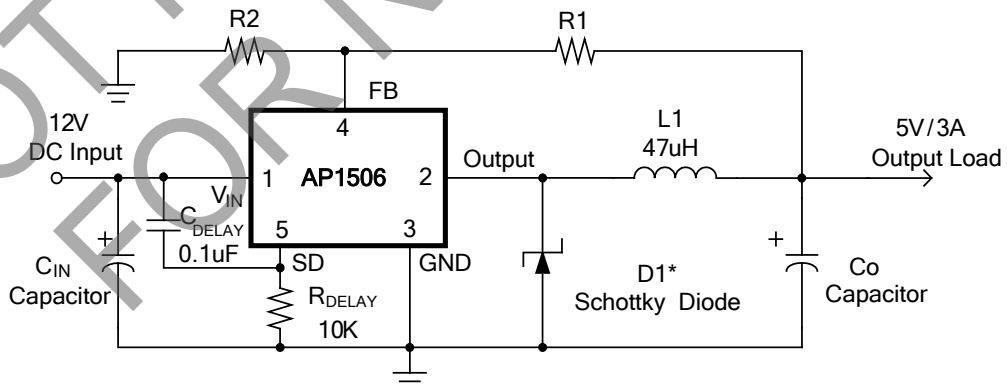 R2
R1
FB
4
12V
DC Input
L1
47uH
5V/3A
Output Load
Output
1
AP1506
2
VIN
CDELAY
0.1uF
5
3
SD
GND
CIN
Capacitor
RDELAY
10K
D1*
Schottky Diode
Co
Capacitor
FOR N